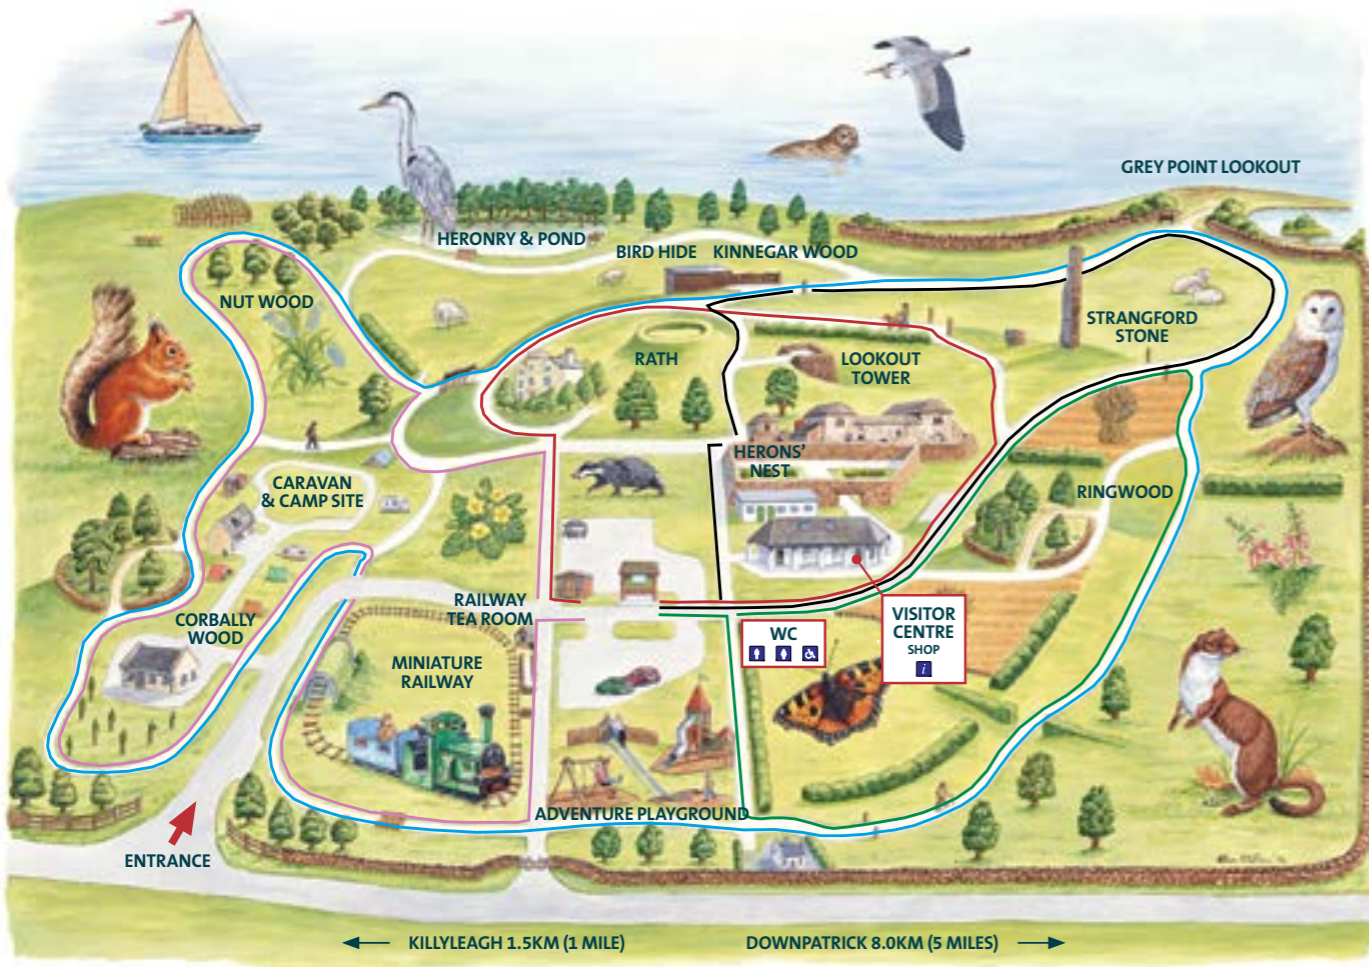 GREY POINT LOOKOUT
HERONRY & POND
BIRD HIDE
KINNEGAR WOOD
NUT WOOD
STRANGFORD
STONE
RATH
LOOKOUT
TOWER
HERONS'
NEST
CARAVAN
& CAMP SITE
RINGWOOD
RAILWAY
TEA ROOM
CORBALLY
WOOD
VISITOR
CENTRE
SHOP
i
WC
MINIATURE
RAILWAY
ADVENTURE PLAYGROUND
ENTRANCE
KILLYLEAGH 1.5KM (1 MILE)
DOWNPATRICK 8.0KM (5 MILES)